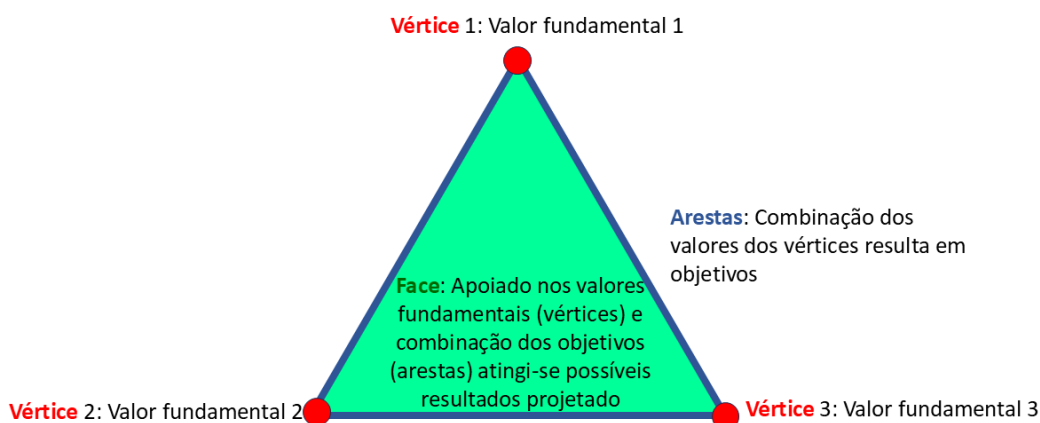 Vértice 1: Valor fundamental 1
Arestas: Combinação dos
valores dos vértices resulta em
objetivos
Face: Apoiado nos valores
fundamentais (vértices) e
combinação dos objetivos
(arestas) atingi-se possíveis
resultados projetado
Vértice 2: Valor fundamental 2
Vértice 3: Valor fundamental 3